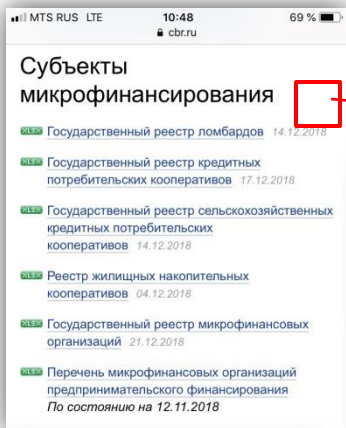 MTS RUS LTE 10:48 69 %
cbr.ru
Субъекты
микрофинансирования
XLSX Государственный реестр ломбардов 14.12.2018
XLSX Государственный реестр кредитных
потребительских кооперативов 17.12.2018
XLSX Государственный реестр сельскохозяйственных
кредитных потребительских
кооперативов 14.12.2018
XLSX Реестр жилищных накопительных
кооперативов 04.12.2018
XLSX Государственный реестр микрофинансовых
организаций 21.12.2018
XLSX Перечень микрофинансовых организаций
предпринимательского финансирования
По состоянию на 12.11.2018